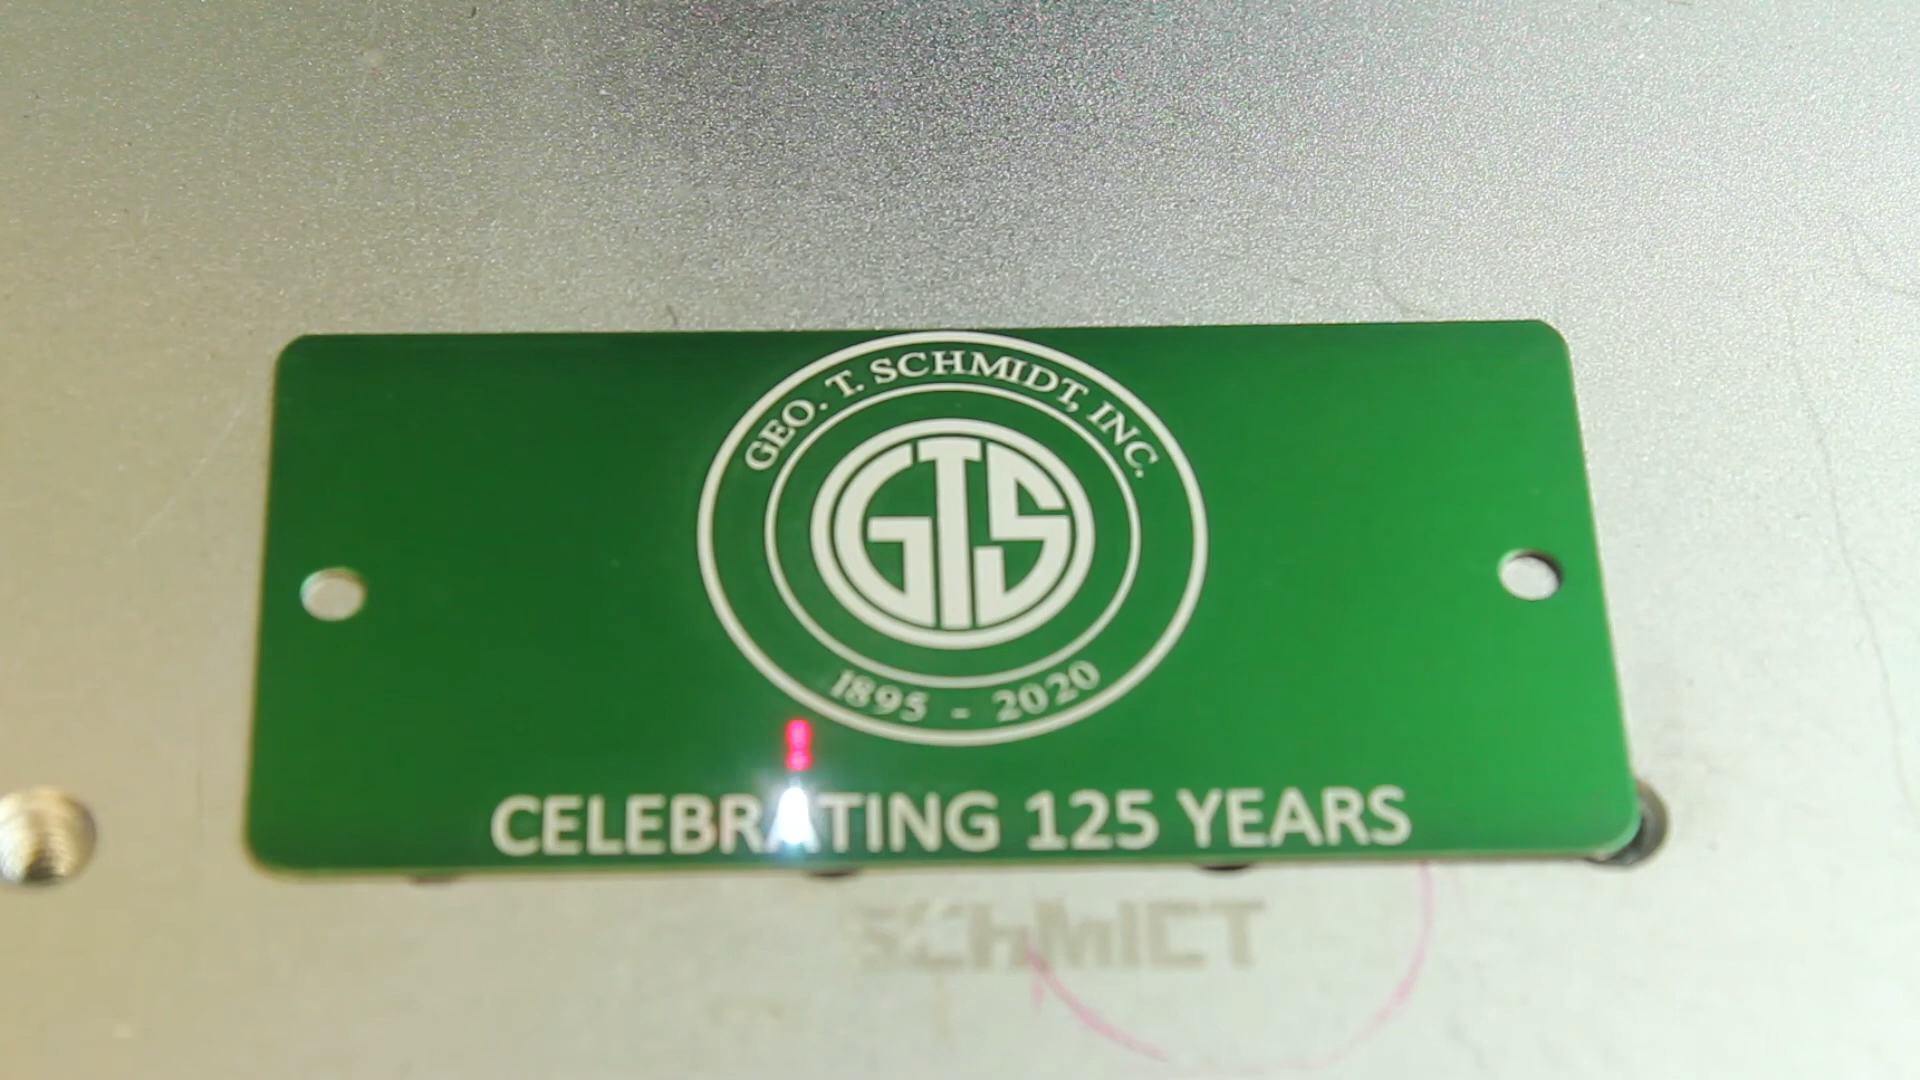 GEO. T. SCHMIDT, INC.
GTS
1895 - 2020
CELEBRATING 125 YEARS